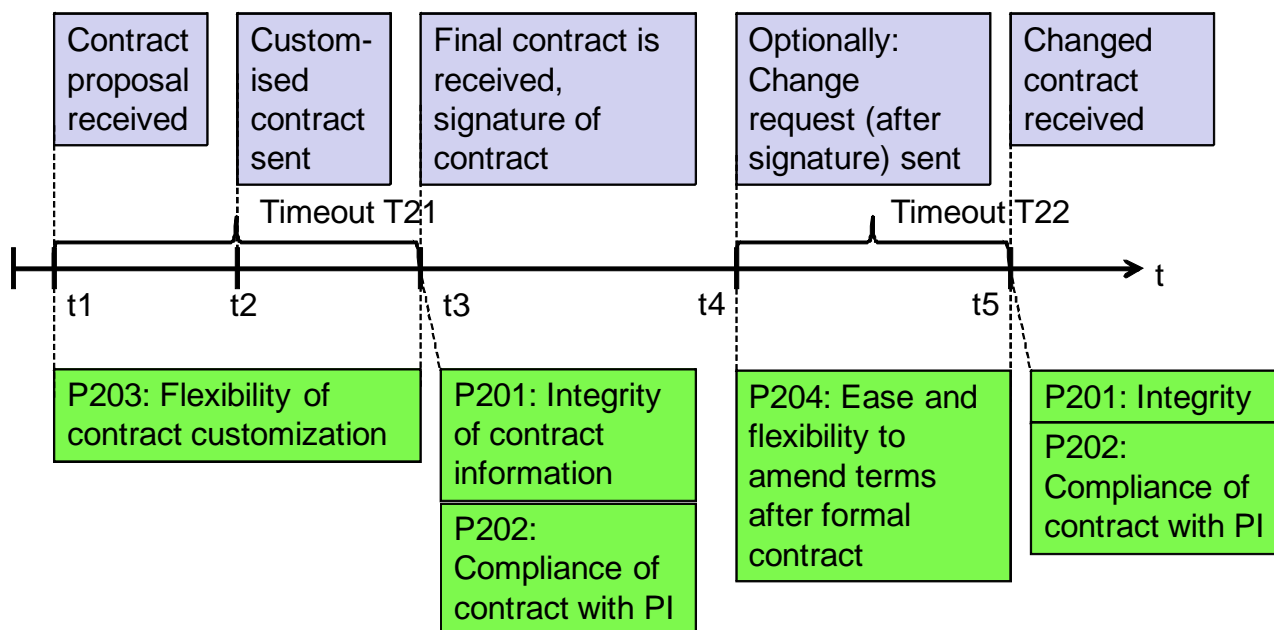 Contract
proposal
received
Custom-
ised
contract
sent
Final contract is
received,
signature of
contract
Optionally:
Change
request (after
signature) sent
Changed
contract
received
Timeout T21
Timeout T22
t
t1
t2
t3
t4
t5
P203: Flexibility of
contract customization
P201: Integrity
of contract
information
P202:
Compliance of
contract with PI
P204: Ease and
flexibility to
amend terms
after formal
contract
P201: Integrity
P202:
Compliance of
contract with PI